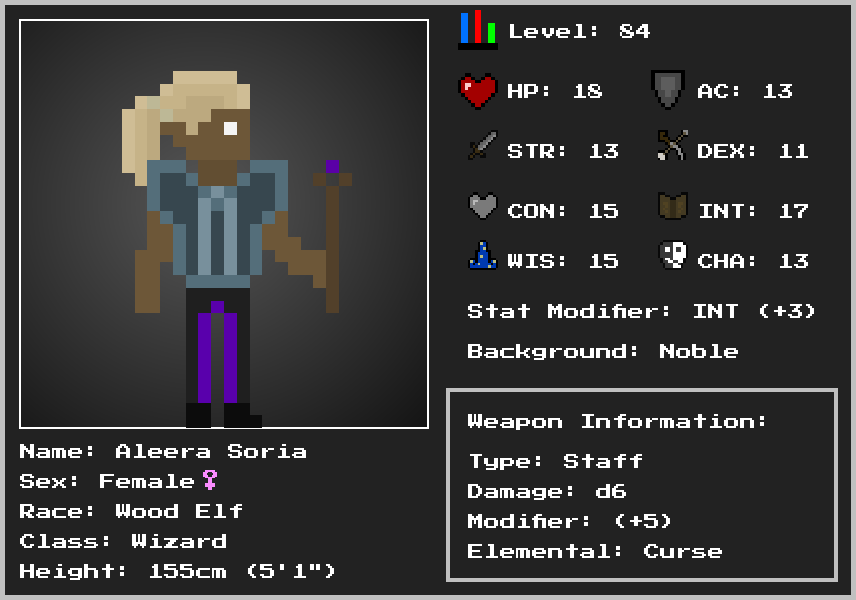 Level: 84
HP: 18
AC: 13
STR: 13
DEX: 11
CON: 15
INT: 17
WIS: 15
CHA: 13
Stat Modifier: INT (+3)
Background: Noble
Weapon Information:
Type: Staff
Damage: d6
Modifier: (+5)
Elemental: Curse
Name: Aleera Soria
Sex: Female♀
Race: Wood Elf
Class: Wizard
Height: 155cm (5'1")